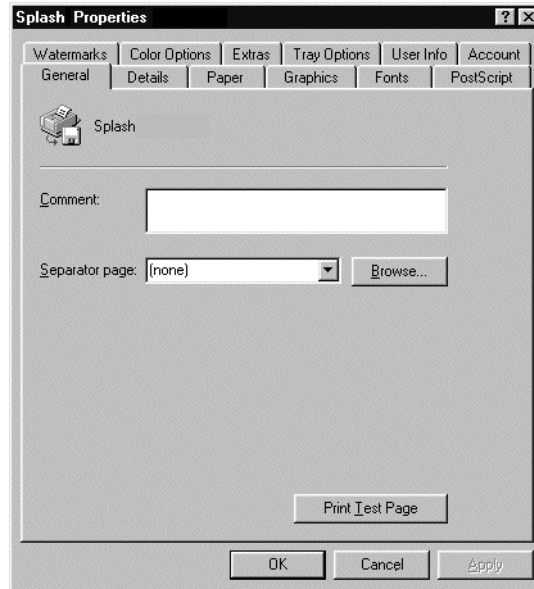 Splash Properties
Watermarks Color Options Extras Tray Options User Info Account
General Details Paper Graphics Fonts PostScript
Splash
Comment:
Separator page: (none) Browse...
Print Test Page
OK Cancel Apply